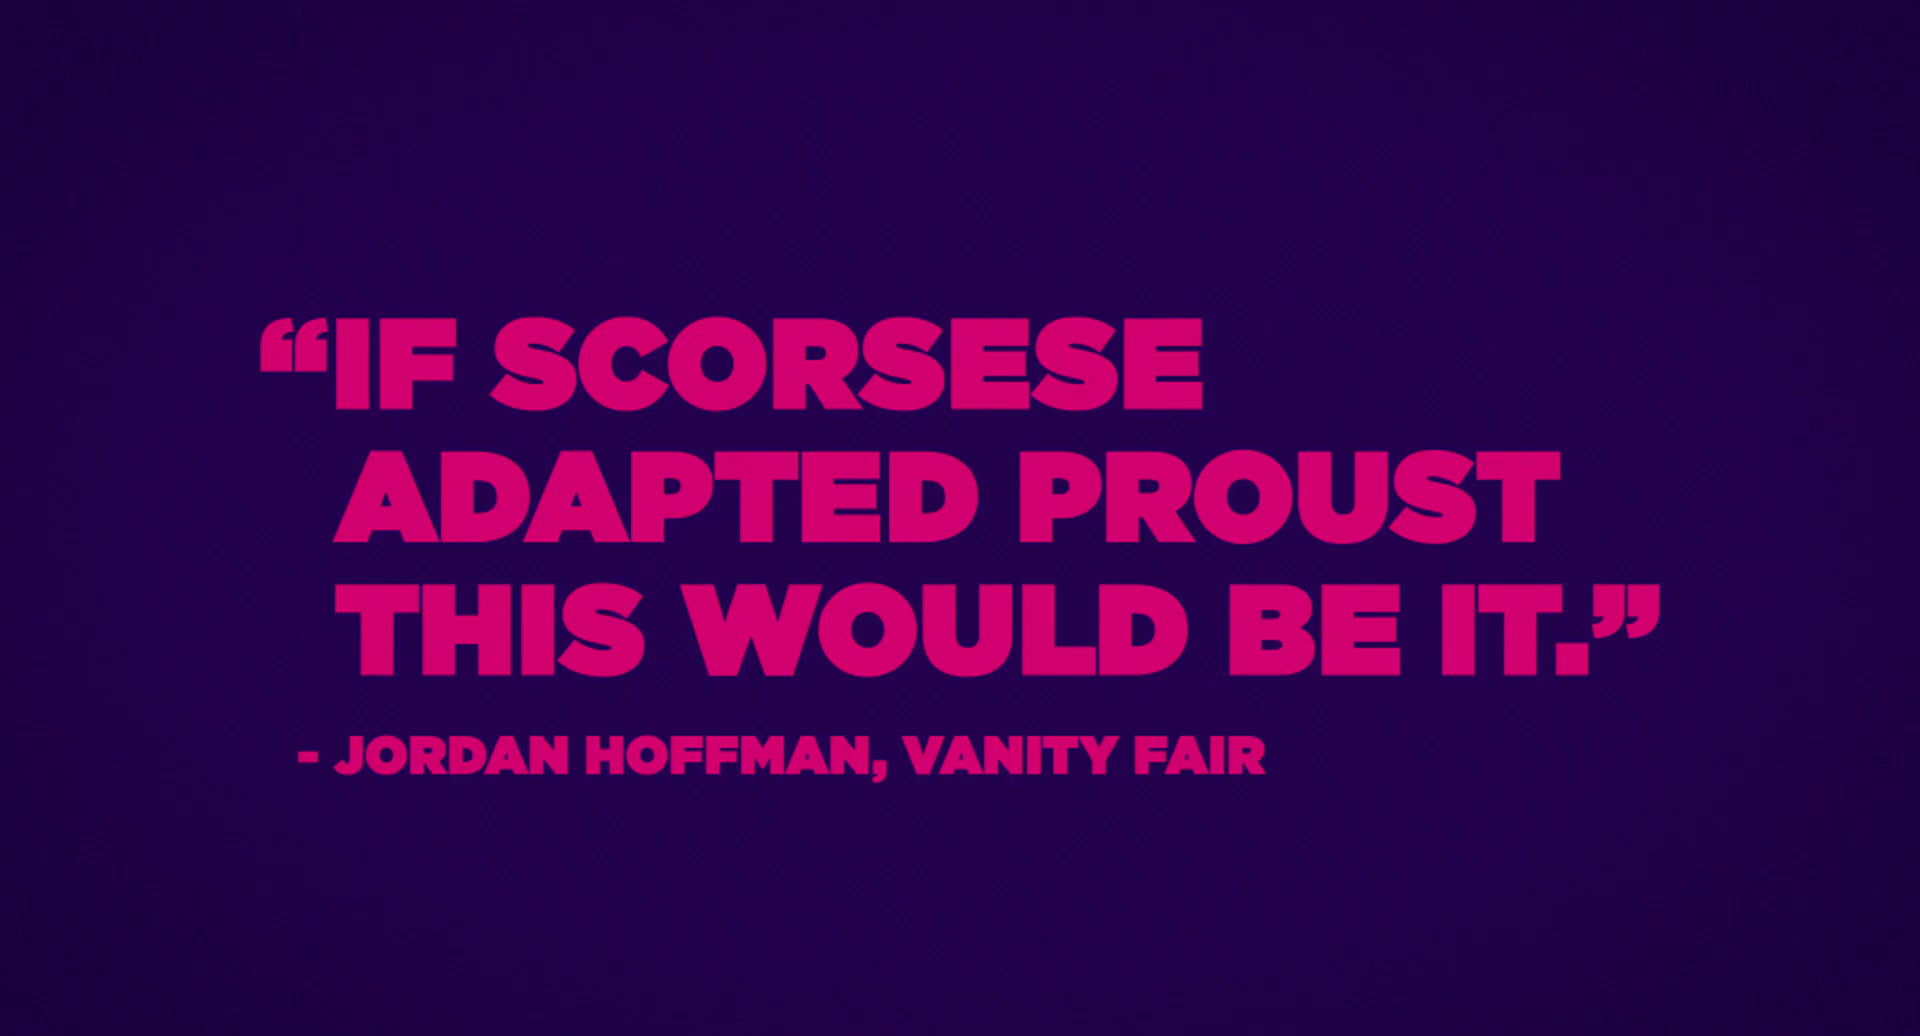 “IF SCORSESE
ADAPTED PROUST
THIS WOULD BE IT.”
- JORDAN HOFFMAN, VANITY FAIR